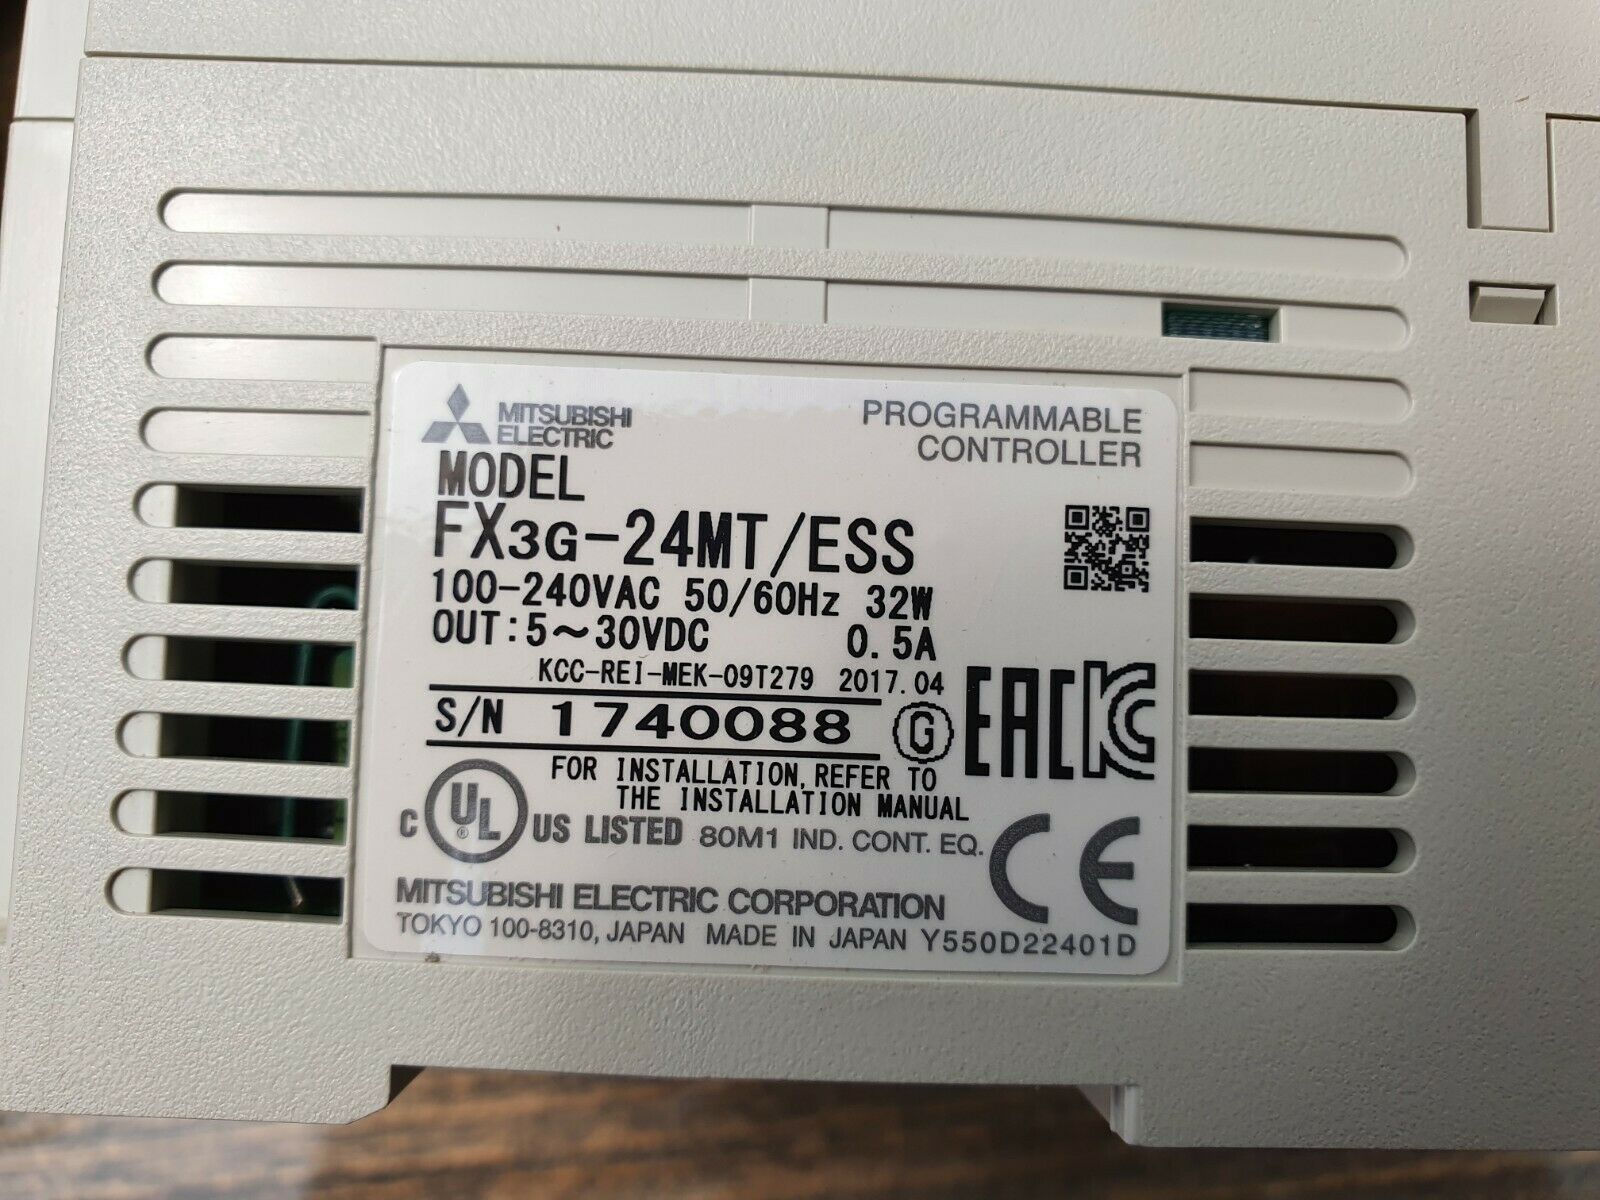 MITSUBISHI
ELECTRIC
PROGRAMMABLE
CONTROLLER
MODEL
FX3G-24MT/ESS
100-240VAC 50/60Hz 32W
OUT:5~30VDC 0.5A
KCC-REI-MEK-09T279 2017.04
S/N 1740088
G
EAC
KC
FOR INSTALLATION, REFER TO
THE INSTALLATION MANUAL
C UL ® US LISTED 80M1 IND. CONT. EQ.
CE
MITSUBISHI ELECTRIC CORPORATION
TOKYO 100-8310, JAPAN MADE IN JAPAN Y550D22401D